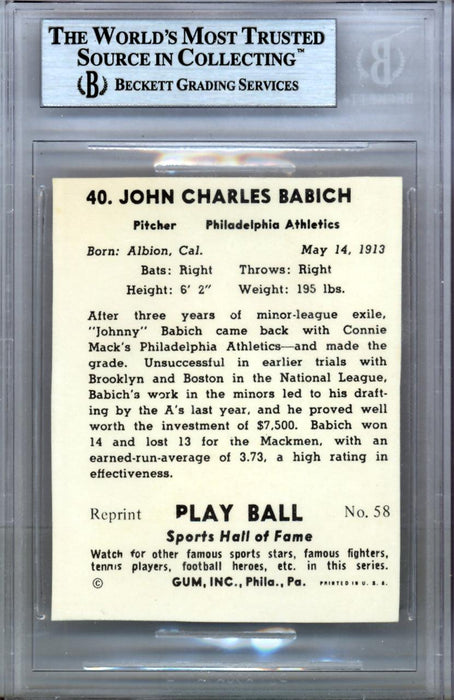 THE WORLD'S MOST TRUSTED
SOURCE IN COLLECTING™
B BECKETT GRADING SERVICES
40. JOHN CHARLES BABICH
Pitcher Philadelphia Athletics
Born: Albion, Cal. May 14, 1913
Bats: Right Throws: Right
Height: 6' 2" Weight: 195 lbs.
After three years of minor-league exile,
"Johnny" Babich came back with Connie
Mack's Philadelphia Athletics—and made the
grade. Unsuccessful in earlier trials with
Brooklyn and Boston in the National League,
Babich's work in the minors led to his draft-
ing by the A's last year, and he proved well
worth the investment of $7,500. Babich won
14 and lost 13 for the Mackmen, with an
earned-run-average of 3.73, a high rating in
effectiveness.
Reprint PLAY BALL No. 58
Sports Hall of Fame
Watch for other famous sports stars, famous fighters,
tennis players, football heroes, etc. in this series.
© GUM, INC., Phila., Pa. PRINTED IN U. S. A.